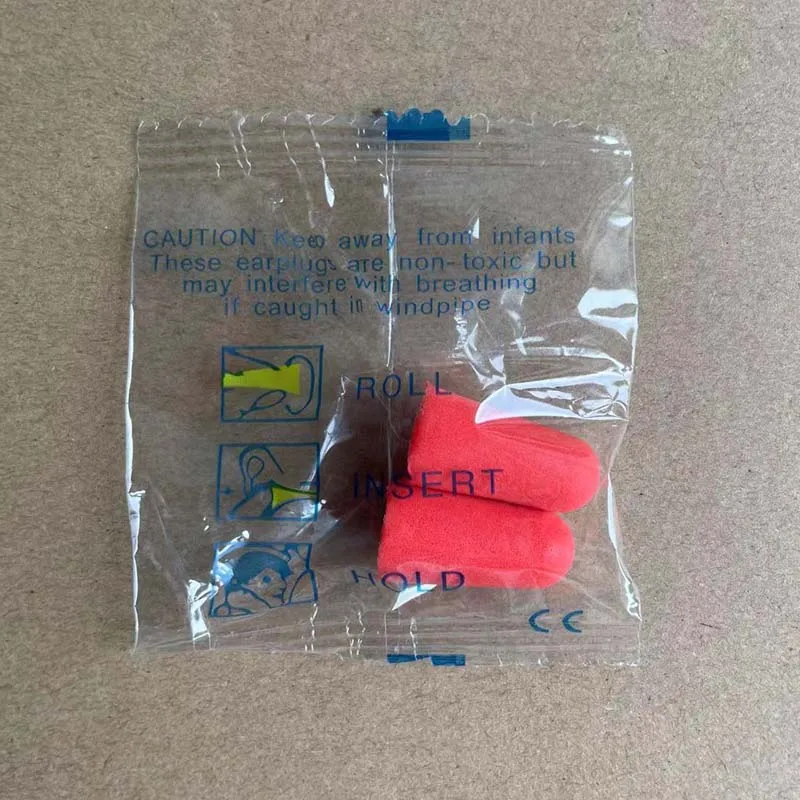 CAUTION: Keep away from infants
These earplugs are non-toxic but
may interfere with breathing
if caught in windpipe
ROLL
INSERT
HOLD
CE